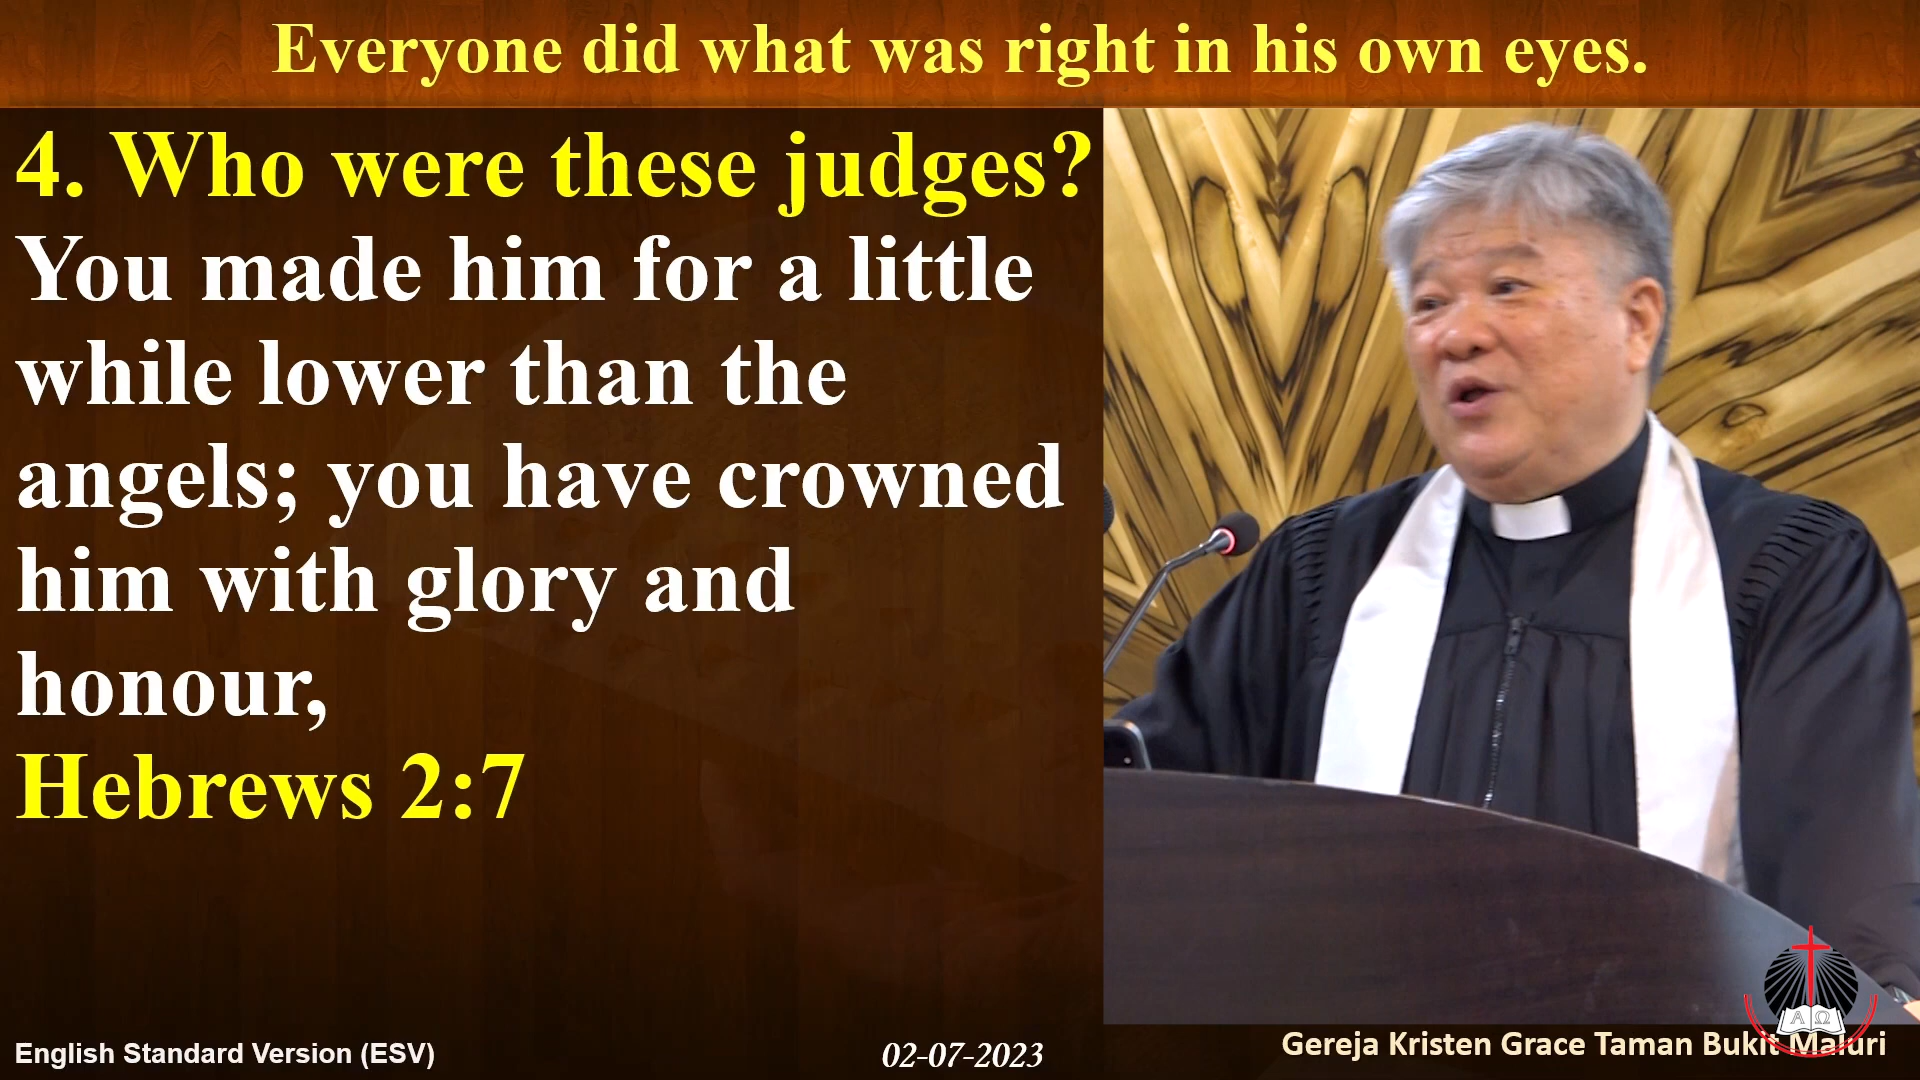 Everyone did what was right in his own eyes.
4. Who were these judges?
You made him for a little
while lower than the
angels; you have crowned
him with glory and
honour,
Hebrews 2:7
English Standard Version (ESV)
02-07-2023
Gereja Kristen Grace Taman Bukit Maluri
Α Ω